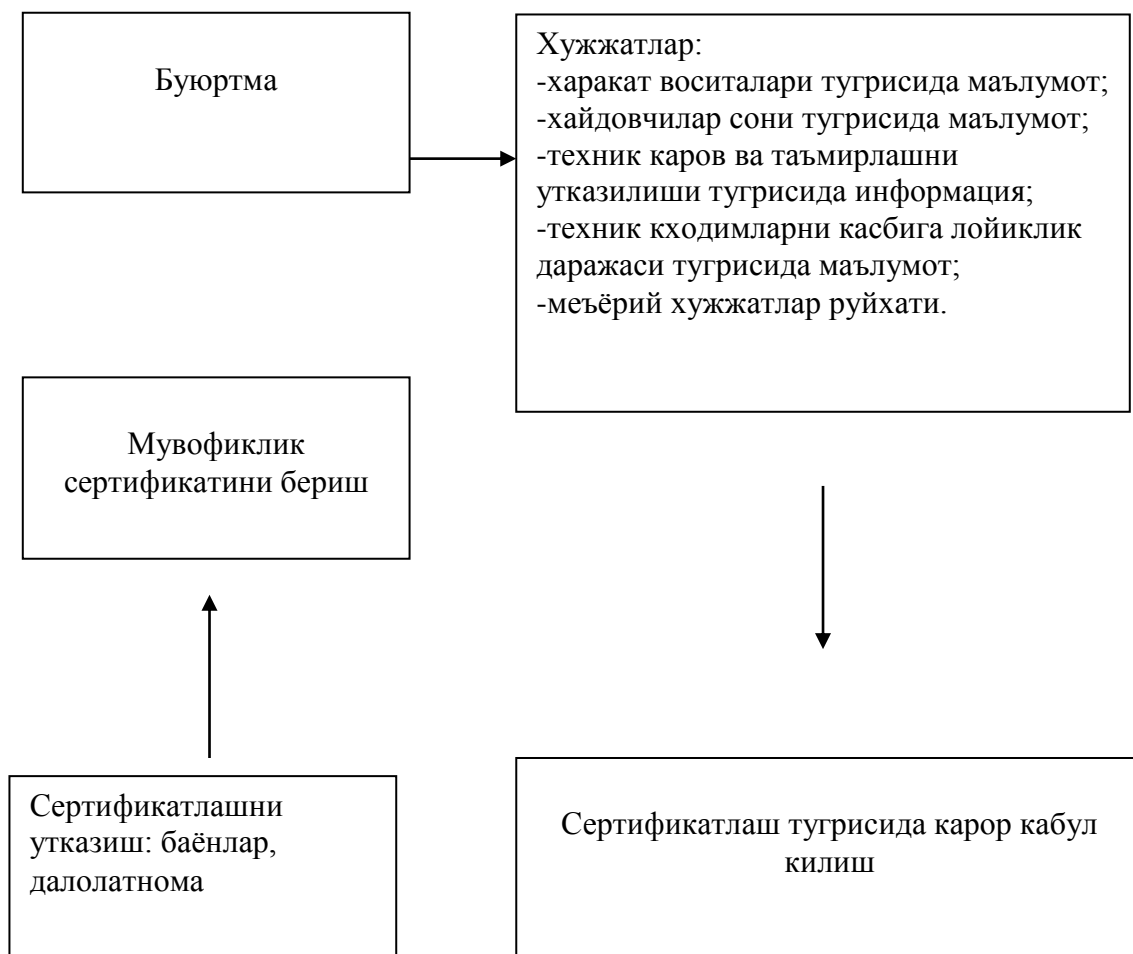 Буюртма
Хужжатлар:
-харакат воситалари тугрисида маълумот;
-хайдовчилар сони тугрисида маълумот;
-техник каров ва таъмирлашни
утказилиши тугрисида информация;
-техник кходимларни касбига лойиклик
даражаси тугрисида маълумот;
-меъёрий хужжатлар руйхати.
Мувофиклик
сертификатини бериш
Сертификатлашни
утказиш: баёнлар,
далолатнома
Сертификатлаш тугрисида карор кабул
килиш